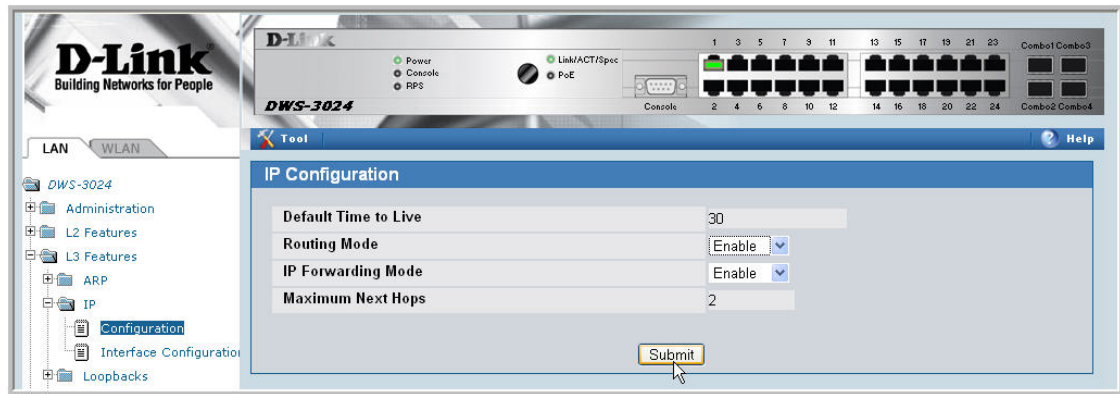 D-Link
Building Networks for People
D-Link
Power
Console
RPS
Link/ACT/Spee
PoE
DWS-3024
Console
1 3 5 7 9 11 13 15 17 19 21 23 Combo1 Combo3
2 4 6 8 10 12 14 16 18 20 22 24 Combo2 Combo4
Tool
Help
LAN
WLAN
DWS-3024
Administration
L2 Features
L3 Features
ARP
IP
Configuration
Interface Configuration
Loopbacks
IP Configuration
Default Time to Live 30
Routing Mode Enable
IP Forwarding Mode Enable
Maximum Next Hops 2
Submit